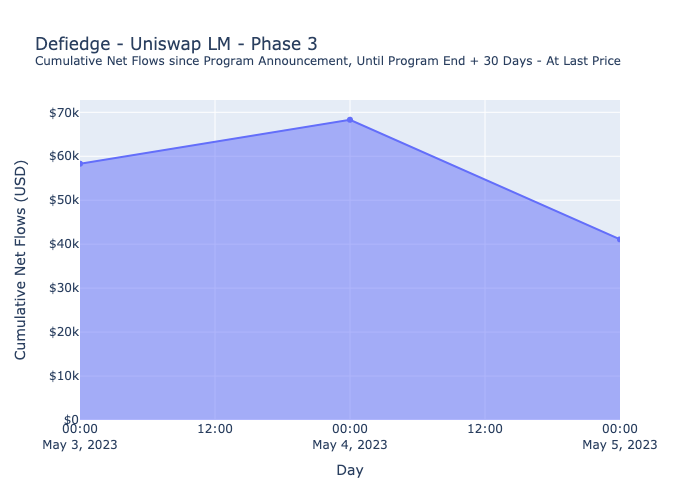 Defiedge - Uniswap LM - Phase 3
Cumulative Net Flows since Program Announcement, Until Program End + 30 Days - At Last Price
Cumulative Net Flows (USD)
$70k
$60k
$50k
$40k
$30k
$20k
$10k
$0
00:00 12:00 00:00 12:00 00:00
May 3, 2023 May 4, 2023 May 5, 2023
Day